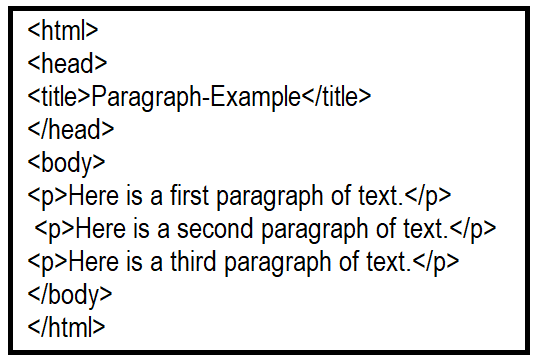 <html>
<head>
<title>Paragraph-Example</title>
</head>
<body>
<p>Here is a first paragraph of text.</p>
<p>Here is a second paragraph of text.</p>
<p>Here is a third paragraph of text.</p>
</body>
</html>